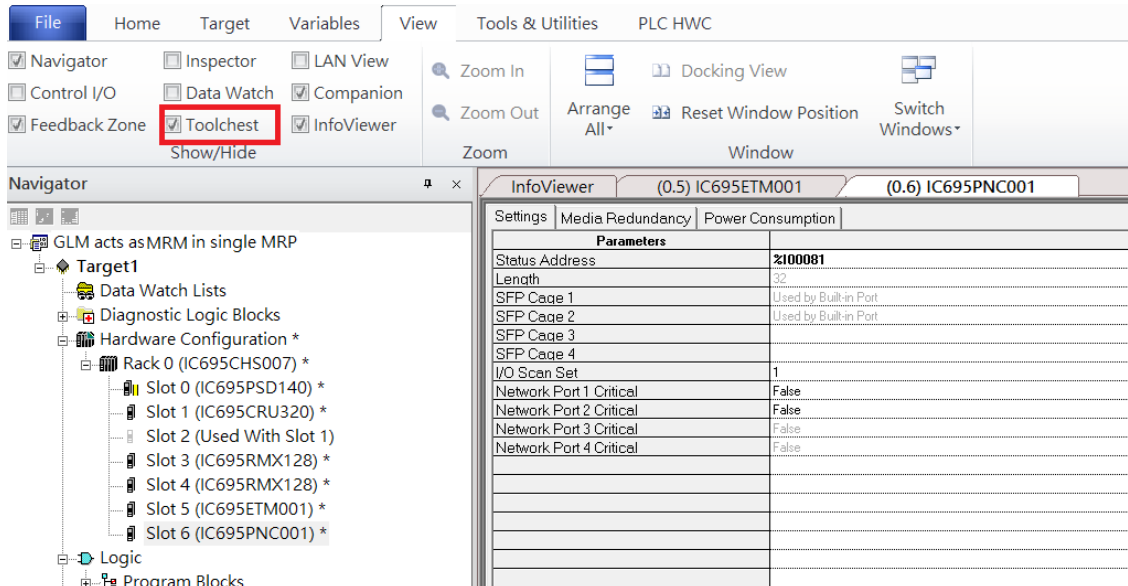 File Home Target Variables View Tools & Utilities PLC HWC
Navigator Inspector LAN View
Control I/O Data Watch Companion
Feedback Zone Toolchest InfoViewer
Show/Hide
Zoom In
Zoom Out
Zoom
Arrange
All
Docking View
Reset Window Position
Switch
Windows
Window
Navigator
GLM acts as MRM in single MRP
Target1
Data Watch Lists
Diagnostic Logic Blocks
Hardware Configuration *
Rack 0 (IC695CHS007) *
Slot 0 (IC695PSD140) *
Slot 1 (IC695CRU320) *
Slot 2 (Used With Slot 1)
Slot 3 (IC695RMX128) *
Slot 4 (IC695RMX128) *
Slot 5 (IC695ETM001) *
Slot 6 (IC695PNC001) *
Logic
Program Blocks
InfoViewer (0.5) IC695ETM001 (0.6) IC695PNC001
Settings Media Redundancy Power Consumption
Parameters
Status Address %I00081
Length 32
SFP Cage 1 Used by Built-in Port
SFP Cage 2 Used by Built-in Port
SFP Cage 3
SFP Cage 4
I/O Scan Set 1
Network Port 1 Critical False
Network Port 2 Critical False
Network Port 3 Critical False
Network Port 4 Critical False